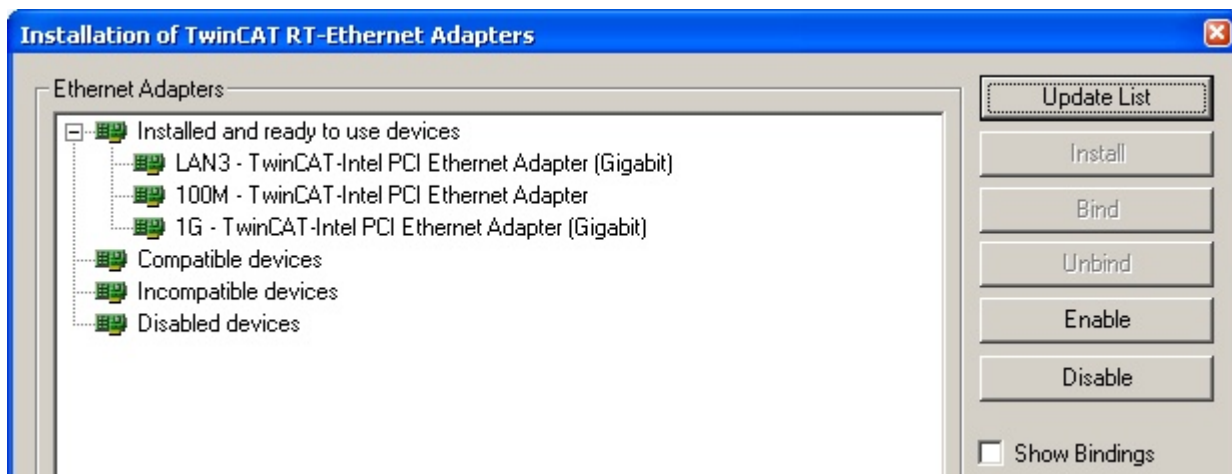 Installation of TwinCAT RT-Ethernet Adapters
Ethernet Adapters
Installed and ready to use devices
LAN3 - TwinCAT-Intel PCI Ethernet Adapter (Gigabit)
100M - TwinCAT-Intel PCI Ethernet Adapter
1G - TwinCAT-Intel PCI Ethernet Adapter (Gigabit)
Compatible devices
Incompatible devices
Disabled devices
Update List
Install
Bind
Unbind
Enable
Disable
Show Bindings